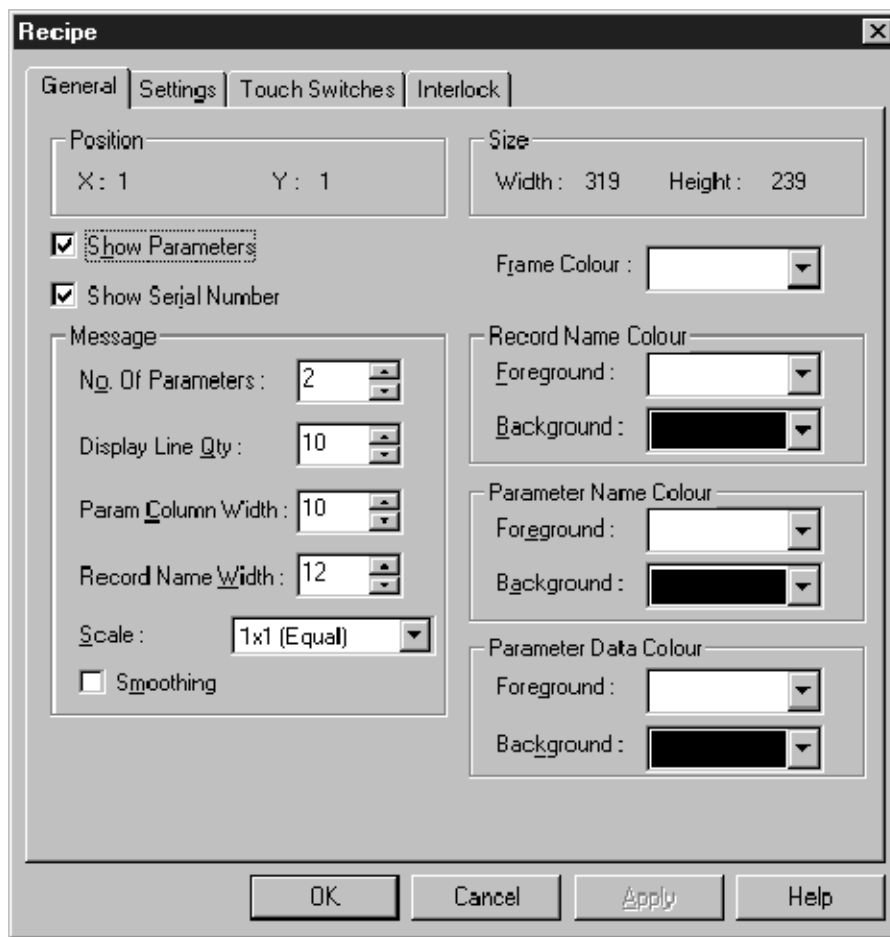 Recipe
General Settings Touch Switches Interlock
Position
X: 1 Y: 1
Size
Width: 319 Height: 239
Show Parameters
Show Serial Number
Frame Colour:
Message
No. Of Parameters: 2
Display Line Qty: 10
Param Column Width: 10
Record Name Width: 12
Scale: 1x1 (Equal)
Smoothing
Record Name Colour
Foreground:
Background:
Parameter Name Colour
Foreground:
Background:
Parameter Data Colour
Foreground:
Background:
OK Cancel Apply Help